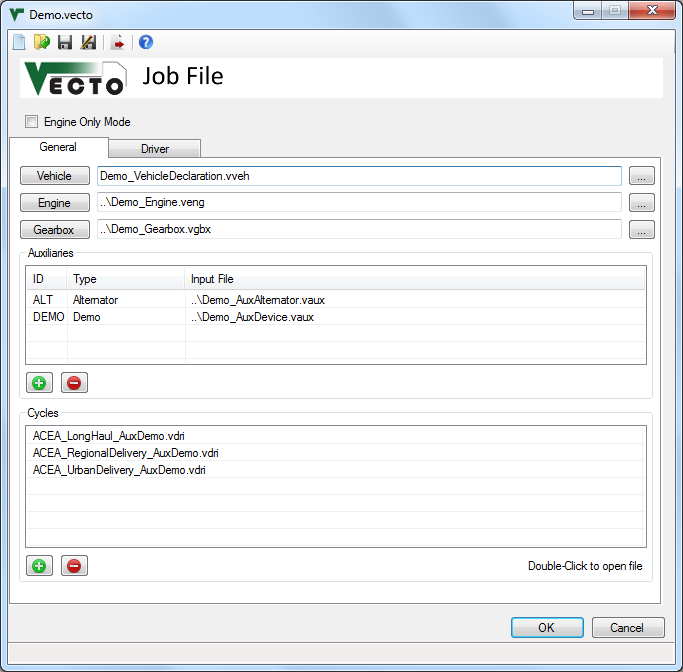 Demo.vecto
VECTO Job File
Engine Only Mode
General Driver
Vehicle Demo_VehicleDeclaration.vveh ...
Engine ..\Demo_Engine.veng ...
Gearbox ..\Demo_Gearbox.vgbx ...
Auxiliaries
ID Type Input File
ALT Alternator ..\Demo_AuxAlternator.vaux
DEMO Demo ..\Demo_AuxDevice.vaux
Cycles
ACEA_LongHaul_AuxDemo.vdri
ACEA_RegionalDelivery_AuxDemo.vdri
ACEA_UrbanDelivery_AuxDemo.vdri
Double-Click to open file
OK Cancel